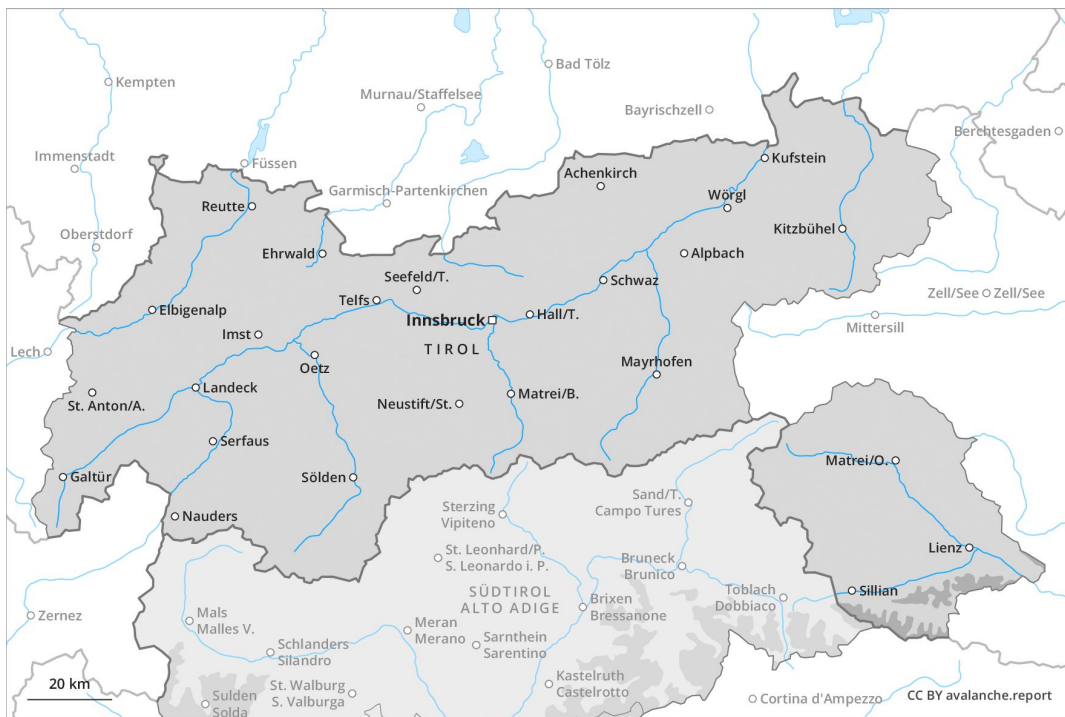 Kempten
Bad Tölz
Murnau/Staffelsee
Bayrischzell
Berchtesgaden
Immenstadt
Füssen
Kufstein
Achenkirch
Garmisch-Partenkirchen
Reutte
Wörgl
Oberstdorf
Kitzbühel
Ehrwald
Alpbach
Seefeld/T.
Schwaz
Zell/See
Zell/See
Telfs
Elbigenalp
Innsbruck
Hall/T.
Mittersill
Imst
TIROL
Lech
Oetz
Mayrhofen
Landeck
Matrei/B.
St. Anton/A.
Neustift/St.
Serfaus
Matrei/O.
Galtür
Sölden
Sand/T.
Campo Tures
Sterzing
Vipiteno
Nauders
Lienz
St. Leonhard/P.
S. Leonardo i. P.
Bruneck
Brunico
SÜDTIROL
ALTO ADIGE
Sillian
Toblach
Dobbiaco
Brixen
Bressanone
Zernez
Mals
Malles V.
Meran
Merano
Sarnthein
Sarentino
Schlanders
Silandro
Kastelruth
Castelrotto
St. Walburg
S. Valburga
20 km
Sulden
Solda
Cortina d'Ampezzo
CC BY avalanche.report